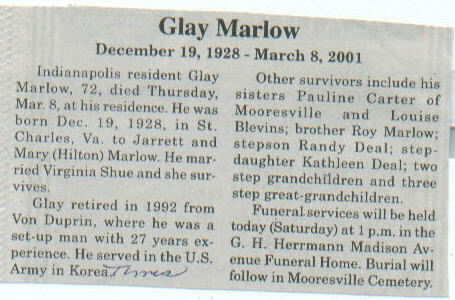 Glay Marlow
December 19, 1928 - March 8, 2001
Indianapolis resident Glay
Marlow, 72, died Thursday,
Mar. 8, at his residence. He was
born Dec. 19, 1928, in St.
Charles, Va. to Jarrett and
Mary (Hilton) Marlow. He mar-
ried Virginia Shue and she sur-
vives.
Glay retired in 1992 from
Von Duprin, where he was a
set-up man with 27 years ex-
perience. He served in the U.S.
Army in Korea. Times
Other survivors include his
sisters Pauline Carter of
Mooresville and Louise
Blevins; brother Roy Marlow;
stepson Randy Deal; step-
daughter Kathleen Deal; two
step grandchildren and three
step great-grandchildren.
Funeral services will be held
today (Saturday) at 1 p.m. in the
G. H. Herrmann Madison Av-
enue Funeral Home. Burial will
follow in Mooresville Cemetery.